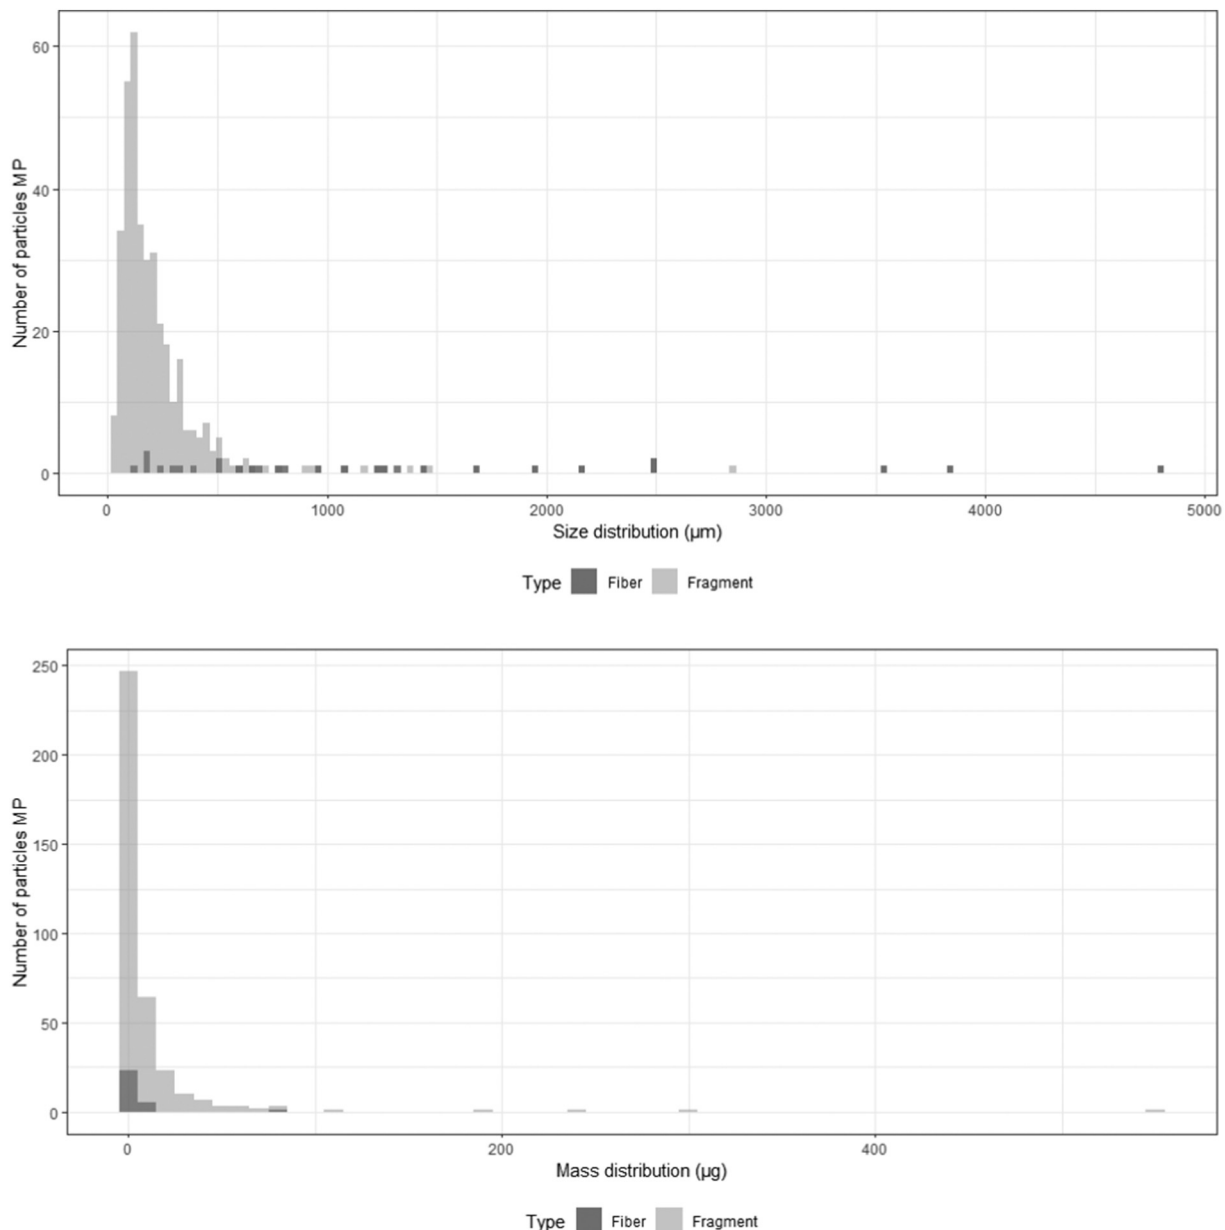 60
40
20
0
Number of particles MP
0 1000 2000 3000 4000 5000
Size distribution (µm)
Type Fiber Fragment
250
200
150
100
50
0
Number of particles MP
0 200 400
Mass distribution (µg)
Type Fiber Fragment